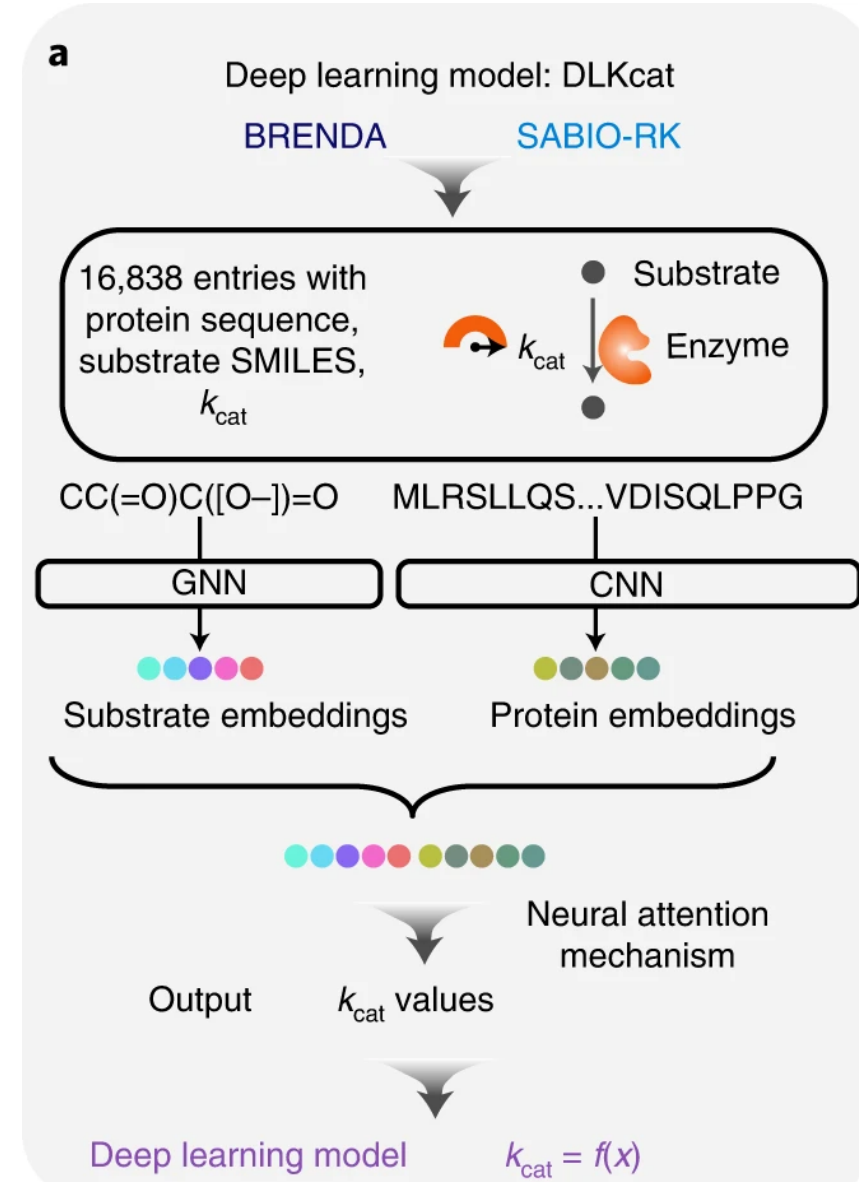 a
Deep learning model: DLKcat
BRENDA
SABIO-RK
16,838 entries with
protein sequence,
substrate SMILES,
kcat
kcat
Substrate
Enzyme
CC(=O)C([O–])=O
MLRSLLQS...VDISQLPPG
GNN
CNN
Substrate embeddings
Protein embeddings
Neural attention
mechanism
Output
kcat values
Deep learning model
kcat = f(x)